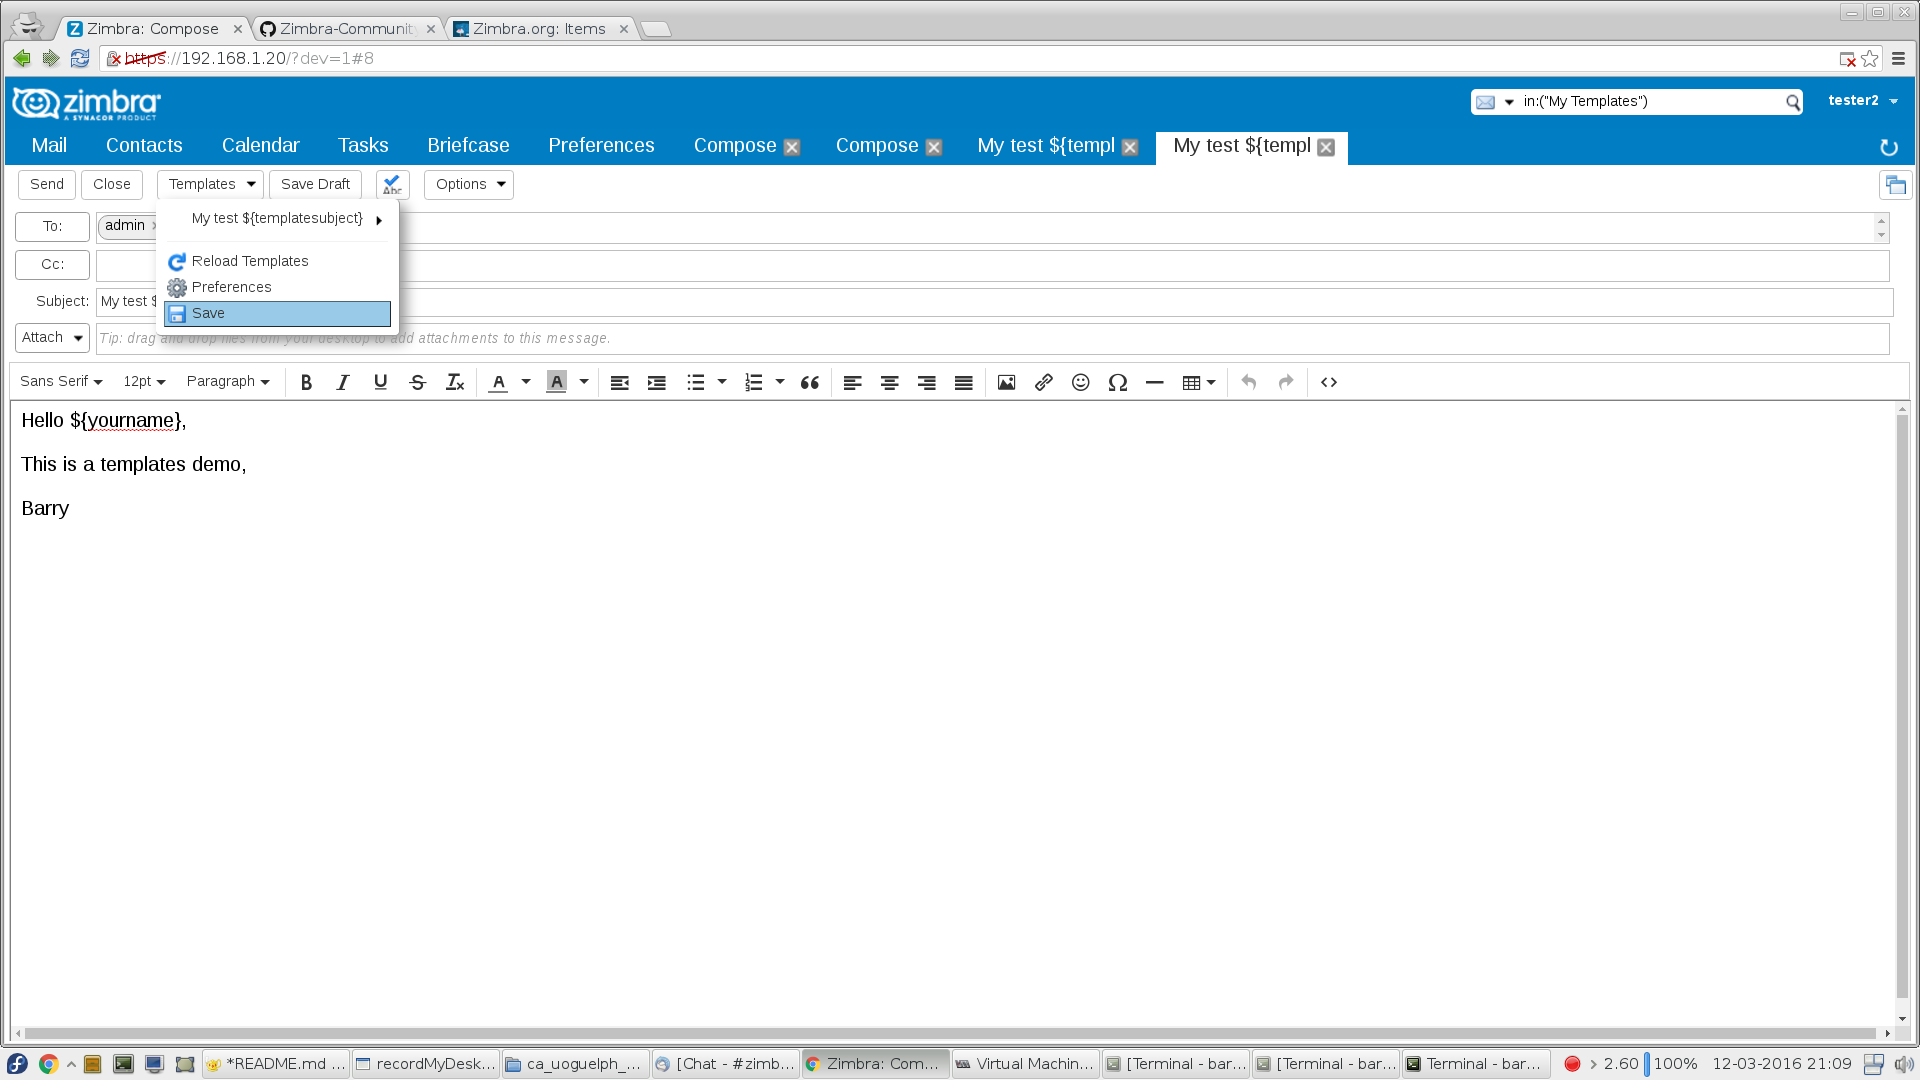 Zimbra: Compose
Zimbra-Communit
Zimbra.org: Items
https://192.168.1.20/?dev=1#8
zimbra
A SYNACOR PRODUCT
in:("My Templates")
tester2
Mail
Contacts
Calendar
Tasks
Briefcase
Preferences
Compose
Compose
My test ${templ
My test ${templ
Send
Close
Templates
Save Draft
Abc
Options
My test ${templatesubject}
Reload Templates
Preferences
Save
To:
admin
Cc:
Subject:
My test $
Attach
Tip: drag and drop files from your desktop to add attachments to this message.
Sans Serif
12pt
Paragraph
B I U S Tx A A
Hello ${yourname},
This is a templates demo,
Barry
*README.md ...
recordMyDesk...
ca_uoguelph_...
[Chat - #zimb...
Zimbra: Com...
Virtual Machin...
[Terminal - bar...
[Terminal - bar...
Terminal - bar...
2.60
100%
12-03-2016 21:09